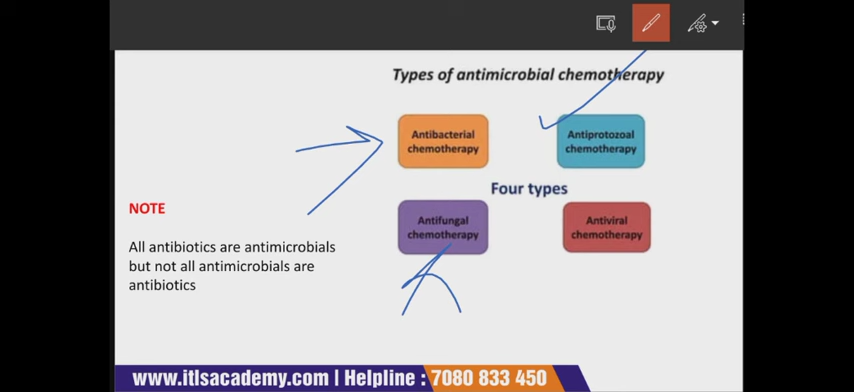 Types of antimicrobial chemotherapy
Antibacterial
chemotherapy
Antiprotozoal
chemotherapy
Four types
Antifungal
chemotherapy
Antiviral
chemotherapy
NOTE
All antibiotics are antimicrobials
but not all antimicrobials are
antibiotics
www.itlsacademy.com | Helpline : 7080 833 450